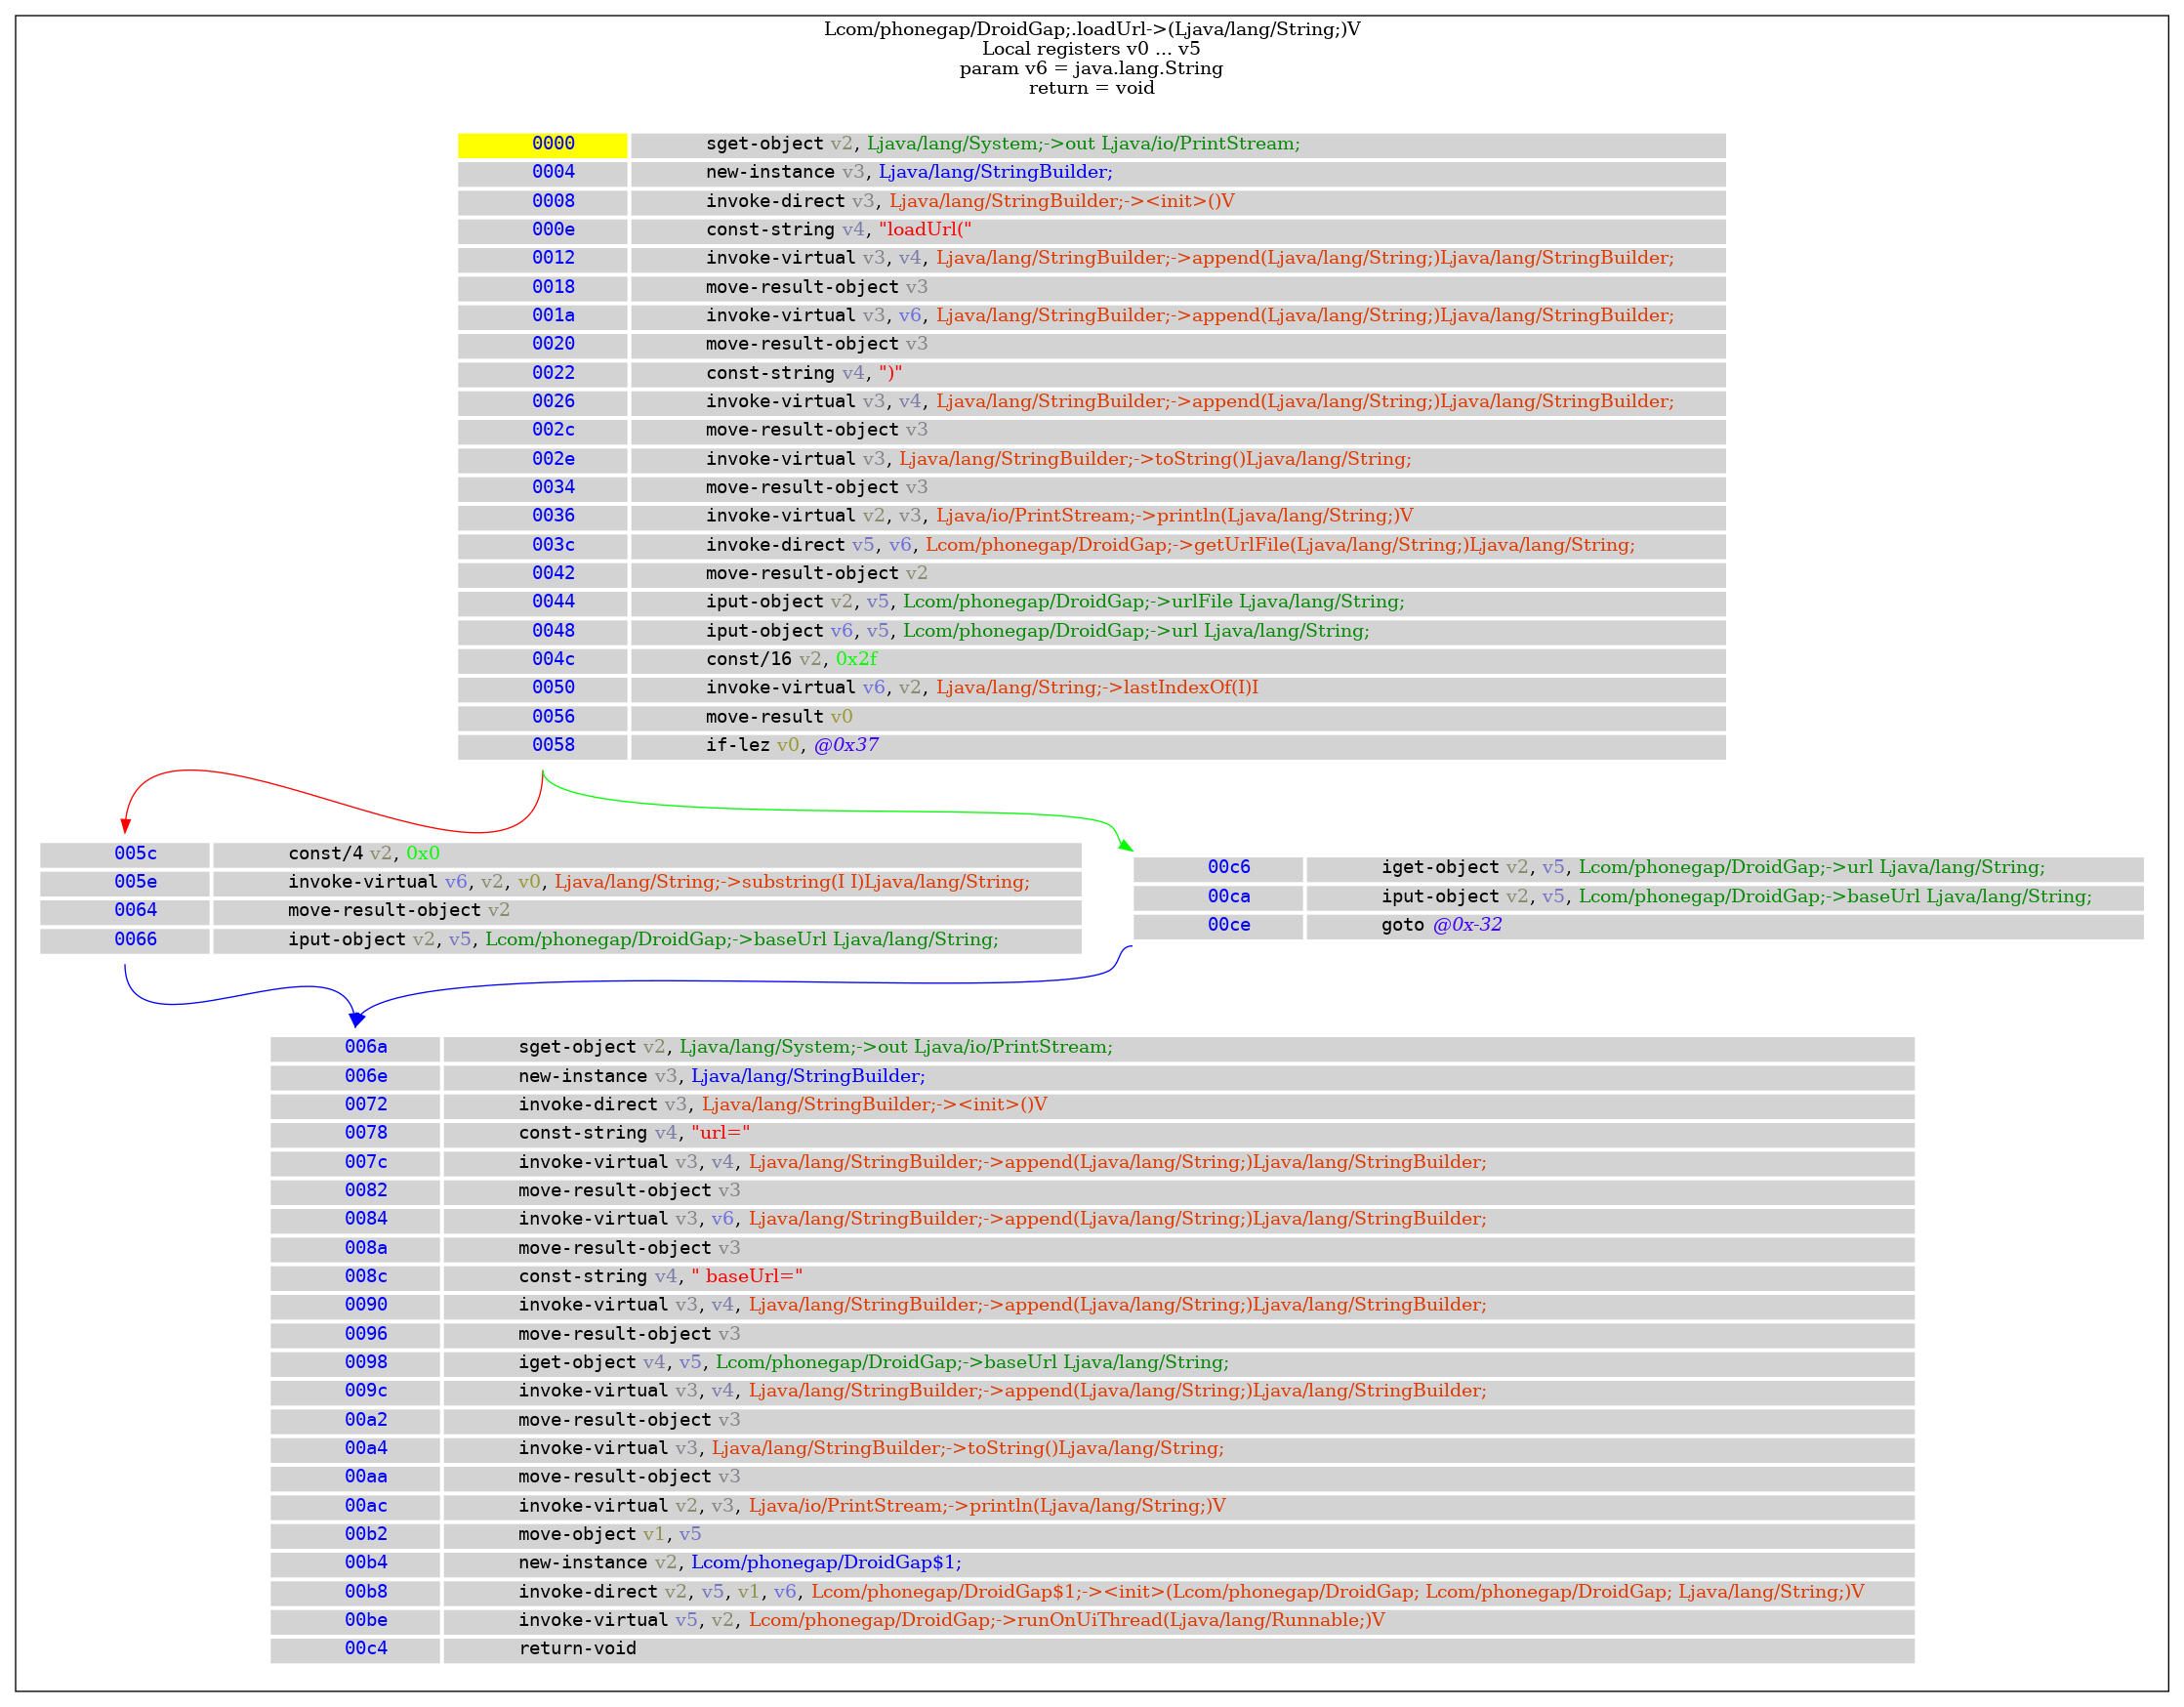 Lcom/phonegap/DroidGap;.loadUrl->(Ljava/lang/String;)V
Local registers v0 ... v5
param v6 = java.lang.String
return = void
0000 sget-object v2, Ljava/lang/System;->out Ljava/io/PrintStream;
0004 new-instance v3, Ljava/lang/StringBuilder;
0008 invoke-direct v3, Ljava/lang/StringBuilder;-><init>()V
000e const-string v4, "loadUrl("
0012 invoke-virtual v3, v4, Ljava/lang/StringBuilder;->append(Ljava/lang/String;)Ljava/lang/StringBuilder;
0018 move-result-object v3
001a invoke-virtual v3, v6, Ljava/lang/StringBuilder;->append(Ljava/lang/String;)Ljava/lang/StringBuilder;
0020 move-result-object v3
0022 const-string v4, ")"
0026 invoke-virtual v3, v4, Ljava/lang/StringBuilder;->append(Ljava/lang/String;)Ljava/lang/StringBuilder;
002c move-result-object v3
002e invoke-virtual v3, Ljava/lang/StringBuilder;->toString()Ljava/lang/String;
0034 move-result-object v3
0036 invoke-virtual v2, v3, Ljava/io/PrintStream;->println(Ljava/lang/String;)V
003c invoke-direct v5, v6, Lcom/phonegap/DroidGap;->getUrlFile(Ljava/lang/String;)Ljava/lang/String;
0042 move-result-object v2
0044 iput-object v2, v5, Lcom/phonegap/DroidGap;->urlFile Ljava/lang/String;
0048 iput-object v6, v5, Lcom/phonegap/DroidGap;->url Ljava/lang/String;
004c const/16 v2, 0x2f
0050 invoke-virtual v6, v2, Ljava/lang/String;->lastIndexOf(I)I
0056 move-result v0
0058 if-lez v0, @0x37
005c const/4 v2, 0x0
005e invoke-virtual v6, v2, v0, Ljava/lang/String;->substring(I I)Ljava/lang/String;
0064 move-result-object v2
0066 iput-object v2, v5, Lcom/phonegap/DroidGap;->baseUrl Ljava/lang/String;
00c6 iget-object v2, v5, Lcom/phonegap/DroidGap;->url Ljava/lang/String;
00ca iput-object v2, v5, Lcom/phonegap/DroidGap;->baseUrl Ljava/lang/String;
00ce goto @0x-32
006a sget-object v2, Ljava/lang/System;->out Ljava/io/PrintStream;
006e new-instance v3, Ljava/lang/StringBuilder;
0072 invoke-direct v3, Ljava/lang/StringBuilder;-><init>()V
0078 const-string v4, "url="
007c invoke-virtual v3, v4, Ljava/lang/StringBuilder;->append(Ljava/lang/String;)Ljava/lang/StringBuilder;
0082 move-result-object v3
0084 invoke-virtual v3, v6, Ljava/lang/StringBuilder;->append(Ljava/lang/String;)Ljava/lang/StringBuilder;
008a move-result-object v3
008c const-string v4, " baseUrl="
0090 invoke-virtual v3, v4, Ljava/lang/StringBuilder;->append(Ljava/lang/String;)Ljava/lang/StringBuilder;
0096 move-result-object v3
0098 iget-object v4, v5, Lcom/phonegap/DroidGap;->baseUrl Ljava/lang/String;
009c invoke-virtual v3, v4, Ljava/lang/StringBuilder;->append(Ljava/lang/String;)Ljava/lang/StringBuilder;
00a2 move-result-object v3
00a4 invoke-virtual v3, Ljava/lang/StringBuilder;->toString()Ljava/lang/String;
00aa move-result-object v3
00ac invoke-virtual v2, v3, Ljava/io/PrintStream;->println(Ljava/lang/String;)V
00b2 move-object v1, v5
00b4 new-instance v2, Lcom/phonegap/DroidGap$1;
00b8 invoke-direct v2, v5, v1, v6, Lcom/phonegap/DroidGap$1;-><init>(Lcom/phonegap/DroidGap; Lcom/phonegap/DroidGap; Ljava/lang/String;)V
00be invoke-virtual v5, v2, Lcom/phonegap/DroidGap;->runOnUiThread(Ljava/lang/Runnable;)V
00c4 return-void